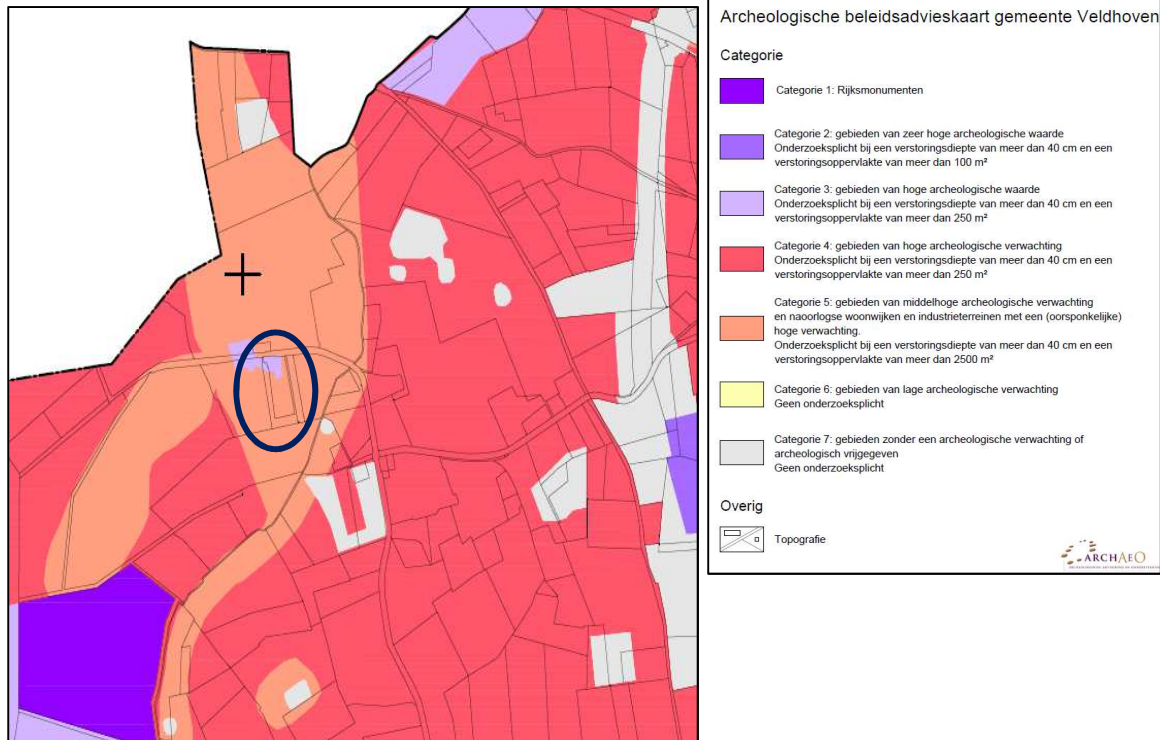 Archeologische beleidsadvieskaart gemeente Veldhoven
Categorie
Categorie 1: Rijksmonumenten
Categorie 2: gebieden van zeer hoge archeologische waarde
Onderzoeksplicht bij een verstoringsdiepte van meer dan 40 cm en een
verstoringsoppervlakte van meer dan 100 m²
Categorie 3: gebieden van hoge archeologische waarde
Onderzoeksplicht bij een verstoringsdiepte van meer dan 40 cm en een
verstoringsoppervlakte van meer dan 250 m²
Categorie 4: gebieden van hoge archeologische verwachting
Onderzoeksplicht bij een verstoringsdiepte van meer dan 40 cm en een
verstoringsoppervlakte van meer dan 250 m²
Categorie 5: gebieden van middelhoge archeologische verwachting
en naoorlogse woonwijken en industrieterreinen met een (oorsponkelijke)
hoge verwachting.
Onderzoeksplicht bij een verstoringsdiepte van meer dan 40 cm en een
verstoringsoppervlakte van meer dan 2500 m²
Categorie 6: gebieden van lage archeologische verwachting
Geen onderzoeksplicht
Categorie 7: gebieden zonder een archeologische verwachting of
archeologisch vrijgegeven
Geen onderzoeksplicht
Overig
Topografie
ARCHAEO